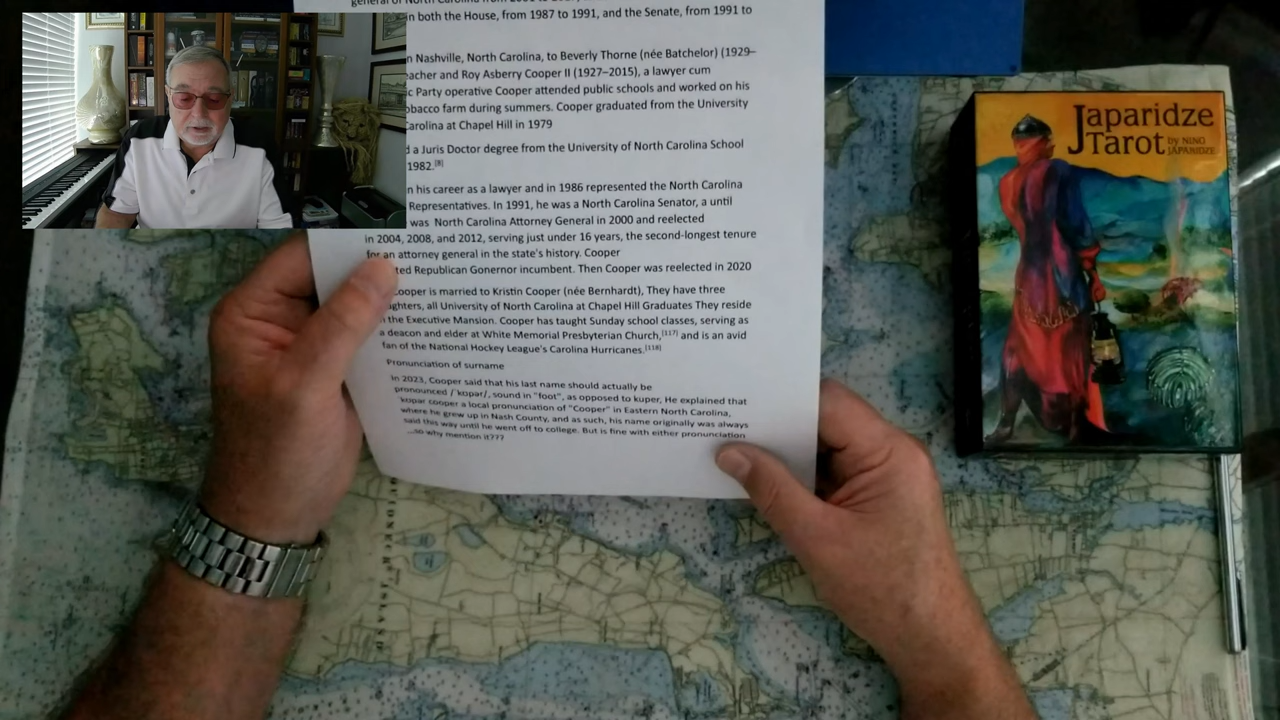 general of North Carolina from
in both the House, from 1987 to 1991, and the Senate, from 1991 to
n Nashville, North Carolina, to Beverly Thorne (née Batchelor) (1929–
eacher and Roy Asberry Cooper II (1927–2015), a lawyer cum
ic Party operative Cooper attended public schools and worked on his
obacco farm during summers. Cooper graduated from the University
Carolina at Chapel Hill in 1979
d a Juris Doctor degree from the University of North Carolina School
1982.[8]
n his career as a lawyer and in 1986 represented the North Carolina
Representatives. In 1991, he was a North Carolina Senator, a until
was North Carolina Attorney General in 2000 and reelected
in 2004, 2008, and 2012, serving just under 16 years, the second-longest tenure
for an attorney general in the state's history. Cooper
ted Republican Gonernor incumbent. Then Cooper was reelected in 2020
Cooper is married to Kristin Cooper (née Bernhardt), They have three
ughters, all University of North Carolina at Chapel Hill Graduates They reside
the Executive Mansion. Cooper has taught Sunday school classes, serving as
a deacon and elder at White Memorial Presbyterian Church,[117] and is an avid
fan of the National Hockey League's Carolina Hurricanes.[118]
Pronunciation of surname
In 2023, Cooper said that his last name should actually be
pronounced /ˈkʊpər/, sound in "foot", as opposed to kuper, He explained that
ˈkʊpər cooper a local pronunciation of "Cooper" in Eastern North Carolina,
where he grew up in Nash County, and as such, his name originally was always
said this way until he went off to college. But is fine with either pronunciation
...so why mention it???
Japaridze
Tarot BY NINO
JAPARIDZE